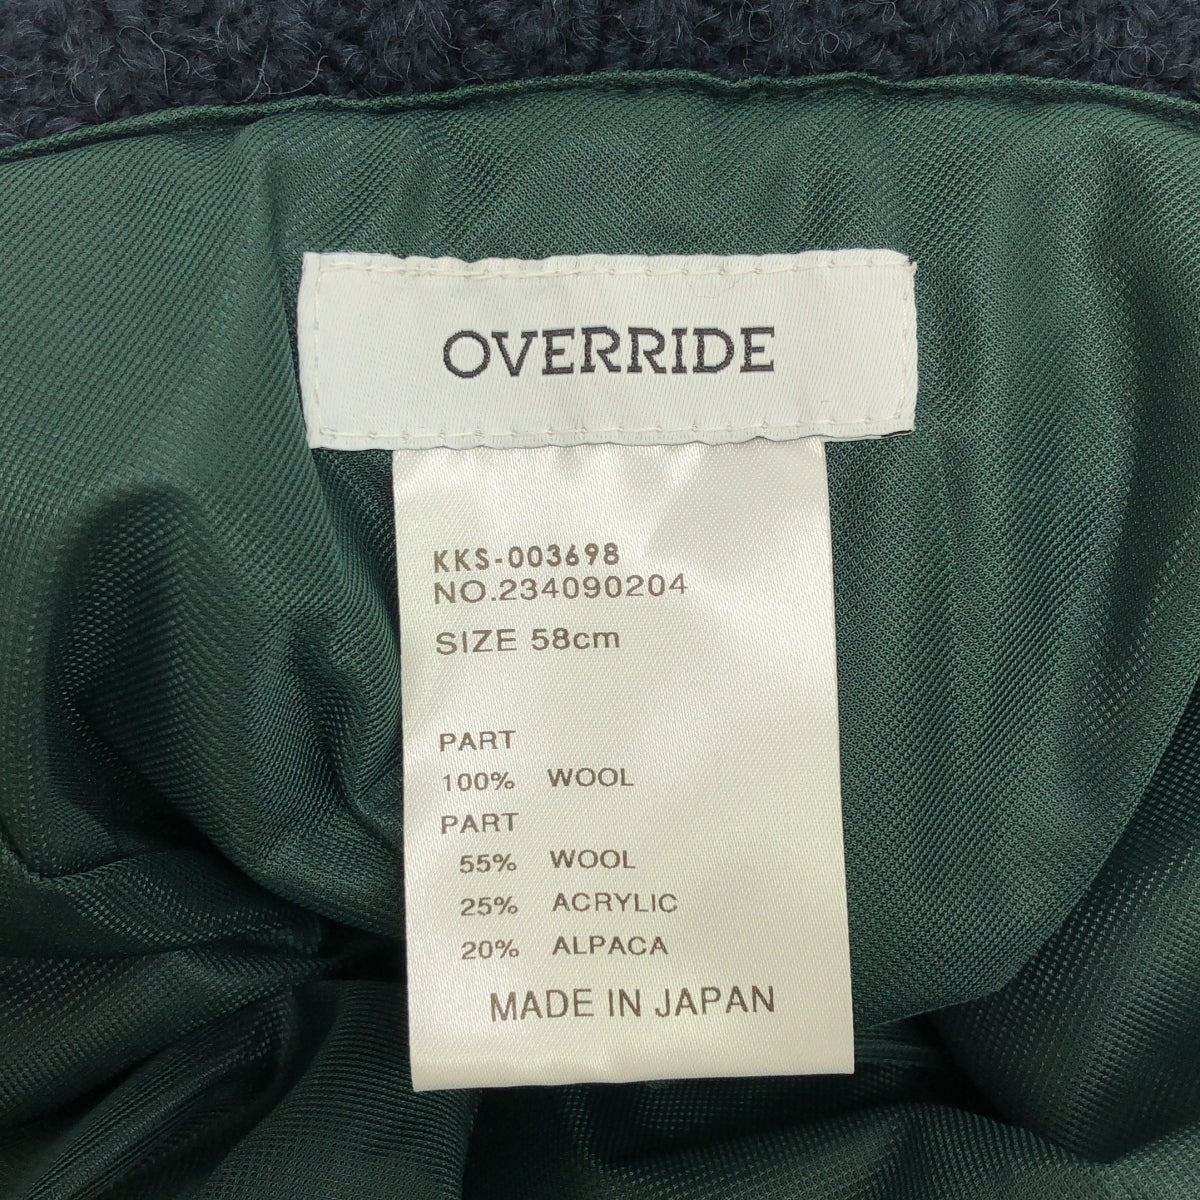 OVERRIDE
KKS-003698
NO.234090204
SIZE 58cm
PART
100% WOOL
PART
55% WOOL
25% ACRYLIC
20% ALPACA
MADE IN JAPAN